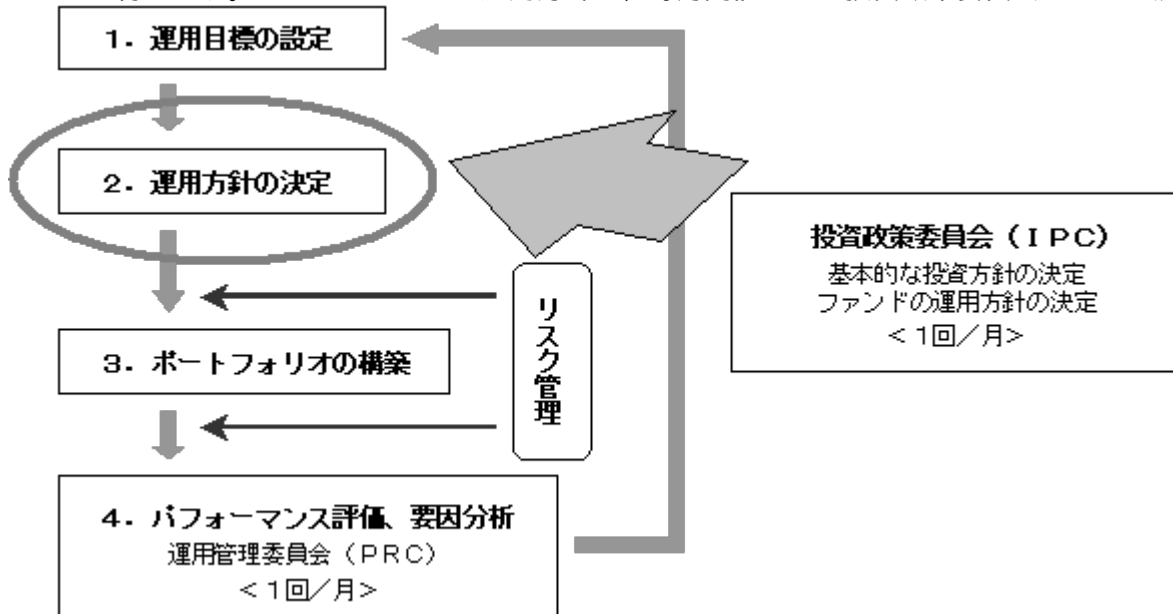 １．運用目標の設定
２．運用方針の決定
投資政策委員会（ＩＰＣ）
基本的な投資方針の決定
ファンドの運用方針の決定
＜１回／月＞
リスク管理
３．ポートフォリオの構築
４．パフォーマンス評価、要因分析
運用管理委員会（ＰＲＣ）
＜１回／月＞